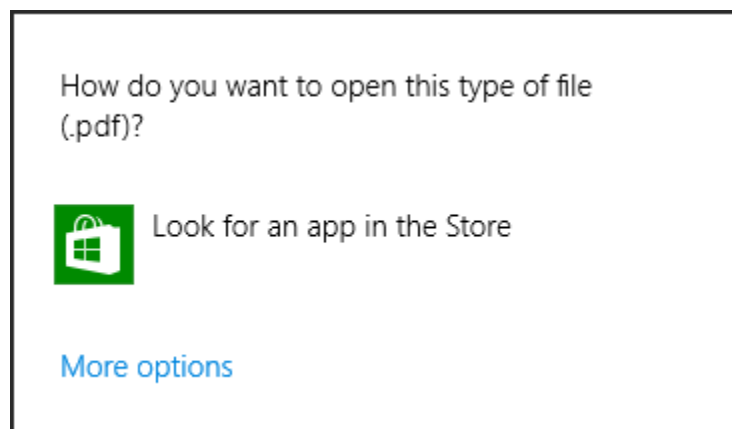 How do you want to open this type of file
(.pdf)?
Look for an app in the Store
More options